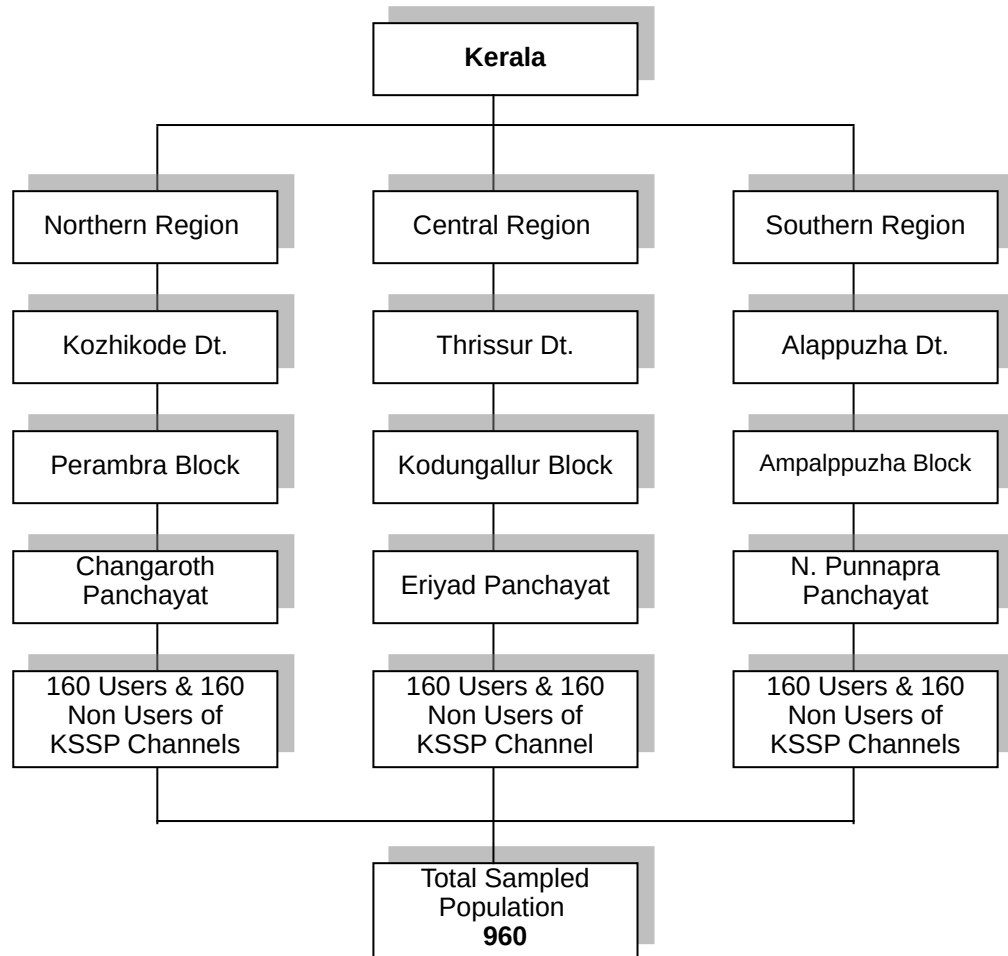 Kerala
Northern Region
Central Region
Southern Region
Kozhikode Dt.
Thrissur Dt.
Alappuzha Dt.
Perambra Block
Kodungallur Block
Ampalppuzha Block
Changaroth
Panchayat
Eriyad Panchayat
N. Punnapra
Panchayat
160 Users & 160
Non Users of
KSSP Channels
160 Users & 160
Non Users of
KSSP Channel
160 Users & 160
Non Users of
KSSP Channels
Total Sampled
Population
960